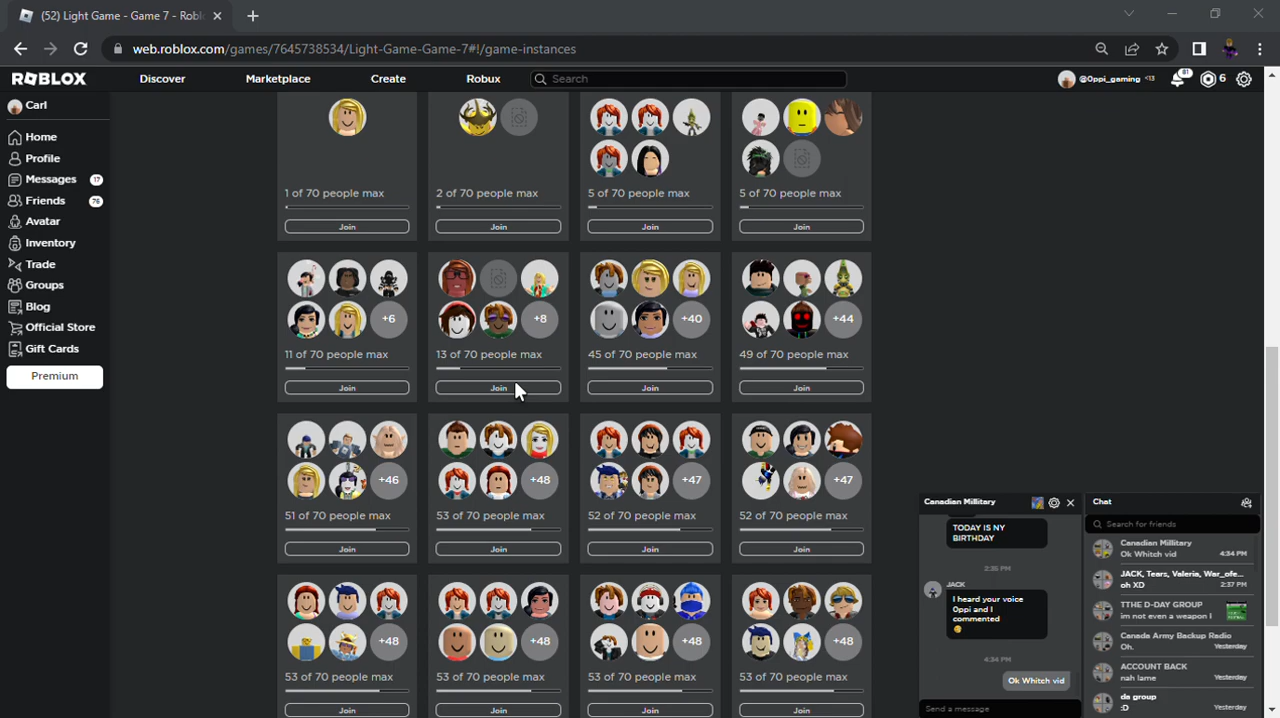 (52) Light Game - Game 7 - Robl
web.roblox.com/games/7645738534/Light-Game-Game-7#!/game-instances
ROBLOX
Discover
Marketplace
Create
Robux
Search
@Oppi_gaming <13
81
6
Carl
Home
Profile
Messages 17
Friends 76
Avatar
Inventory
Trade
Groups
Blog
Official Store
Gift Cards
Premium
1 of 70 people max
2 of 70 people max
5 of 70 people max
5 of 70 people max
Join
Join
Join
Join
+6
+8
+40
+44
11 of 70 people max
13 of 70 people max
45 of 70 people max
49 of 70 people max
Join
Join
Join
Join
+46
+48
+47
+47
51 of 70 people max
53 of 70 people max
52 of 70 people max
52 of 70 people max
Join
Join
Join
Join
+48
+48
+48
+48
53 of 70 people max
53 of 70 people max
53 of 70 people max
53 of 70 people max
Join
Join
Join
Join
Canadian Millitary
TODAY IS NY
BIRTHDAY
2:35 PM
JACK
I heard your voice
Oppi and I
commented
4:34 PM
Ok Whitch vid
Send a message
Chat
Search for friends
Canadian Millitary
Ok Whitch vid 4:34 PM
JACK, Tears, Valeria, War_ofe...
oh XD 2:37 PM
TTHE D-DAY GROUP
im not even a weapon I
Canada Army Backup Radio
Oh. Yesterday
ACCOUNT BACK
nah lame Yesterday
da group
:D Yesterday